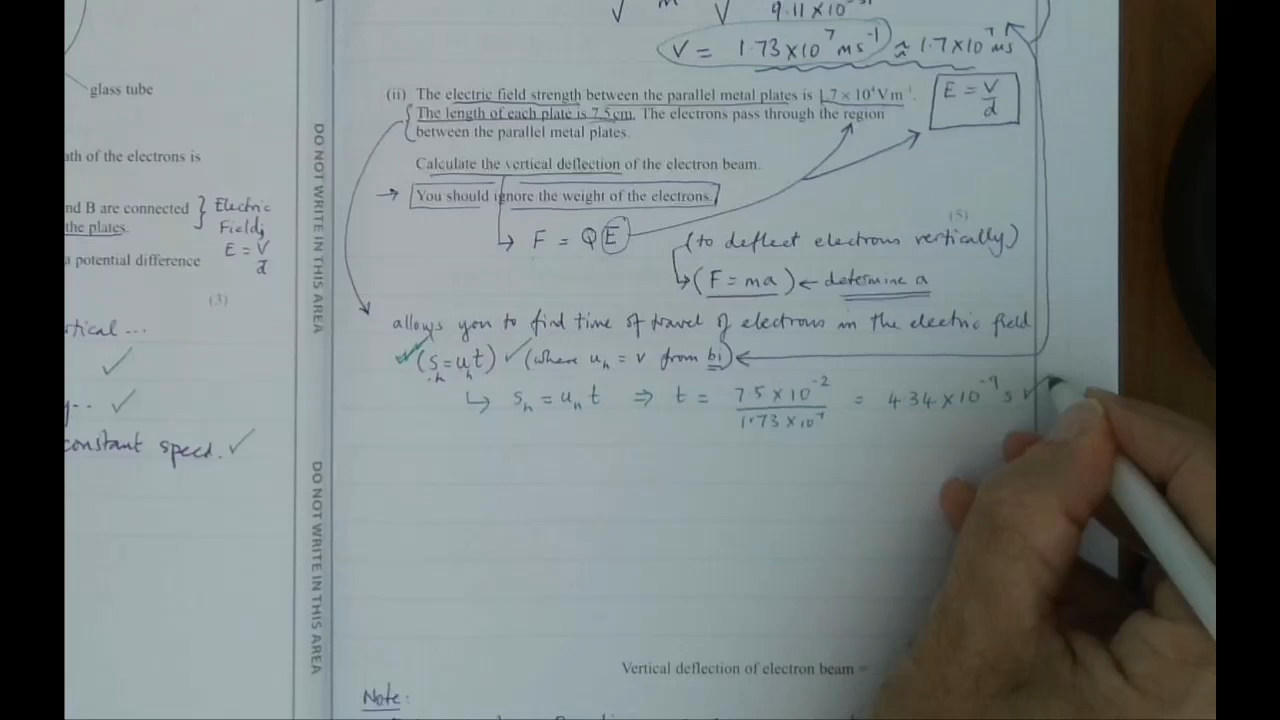 glass tube
ath of the electrons is
nd B are connected } Electric
the plates. Field,
E = V/d
a potential difference
(3)
rtical ...
y.. ✓
constant speed. ✓
DO NOT WRITE IN THIS AREA
DO NOT WRITE IN THIS AREA
√ m √ 9.11×10
V = 1.73×10⁷ ms⁻¹ ≈ 1.7×10⁷ ms
(ii) The electric field strength between the parallel metal plates is 1.7 × 10⁴ V m⁻¹.
E = V/d
The length of each plate is 7.5 cm. The electrons pass through the region
between the parallel metal plates.
Calculate the vertical deflection of the electron beam.
→ You should ignore the weight of the electrons.
(5)
↳ F = QE (to deflect electrons vertically)
↳ (F = ma) ← determine a
allows you to find time of travel of electrons in the electric field
✓ (sₕ = uₕt) ✓ (where uₕ = v from bi)
↳ sₕ = uₕt ⇒ t = 7.5 × 10⁻² / 1.73 × 10⁷ = 4.34 × 10⁻⁹ s ✓
Vertical deflection of electron beam =
Note: